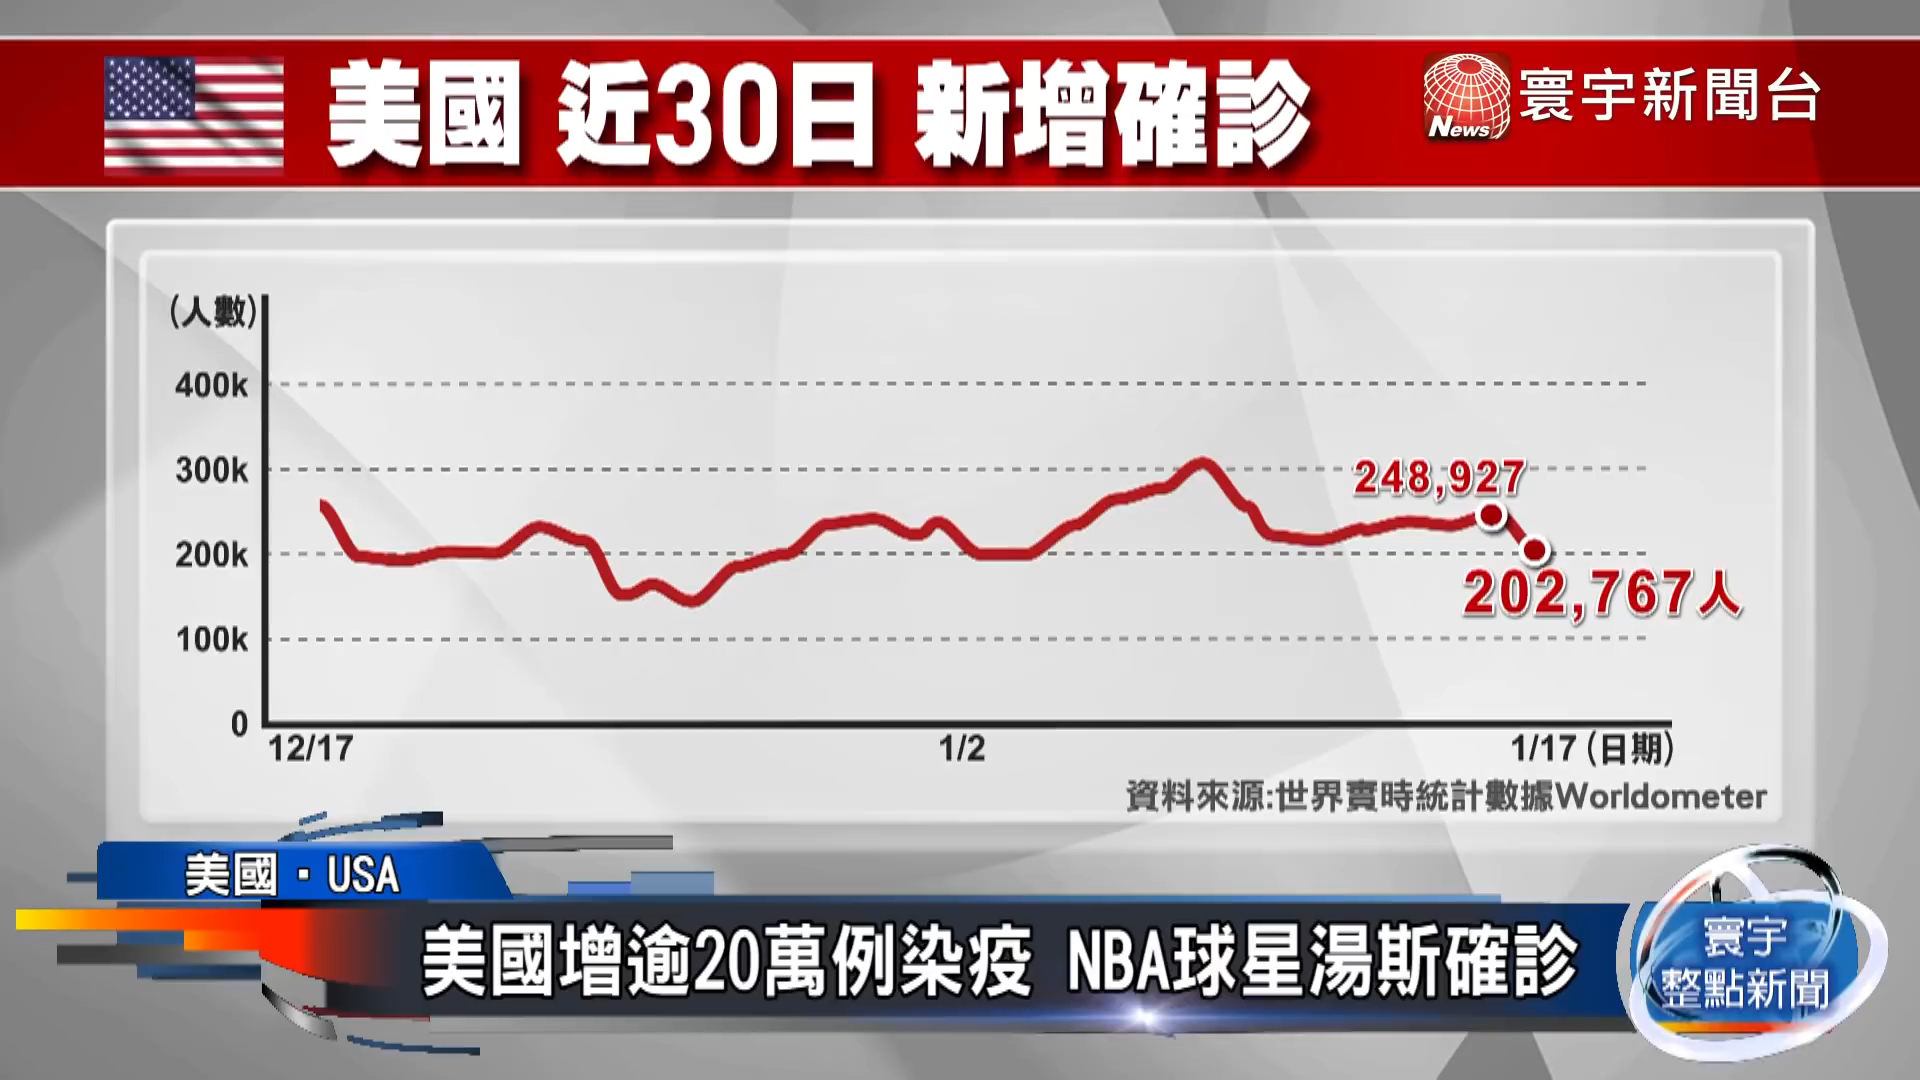 美國 近30日 新增確診
News 寰宇新聞台
(人數)
400k
300k
200k
100k
0
248,927
202,767人
12/17
1/2
1/17 (日期)
資料來源:世界實時統計數據Worldometer
美國・USA
美國增逾20萬例染疫 NBA球星湯斯確診
寰宇
整點新聞